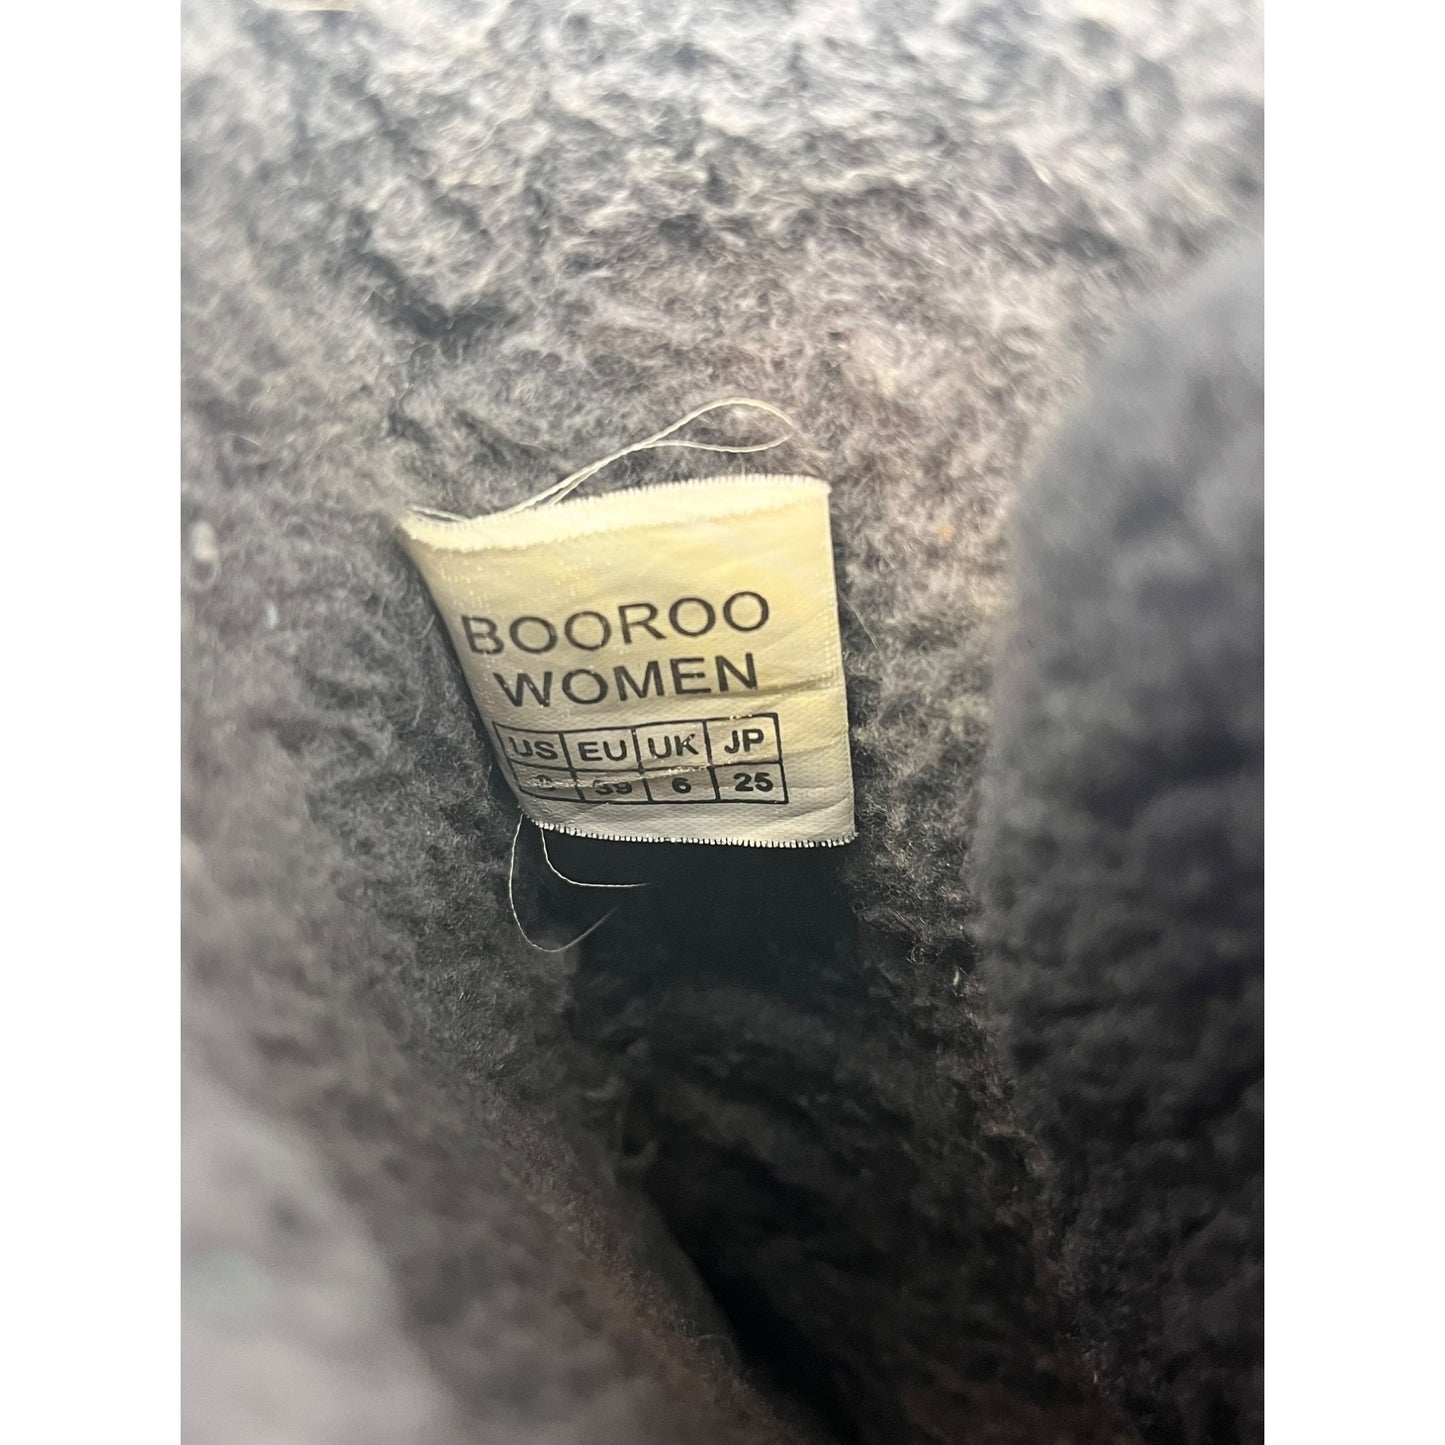 BOOROO
WOMEN
US EU UK JP
39 6 25